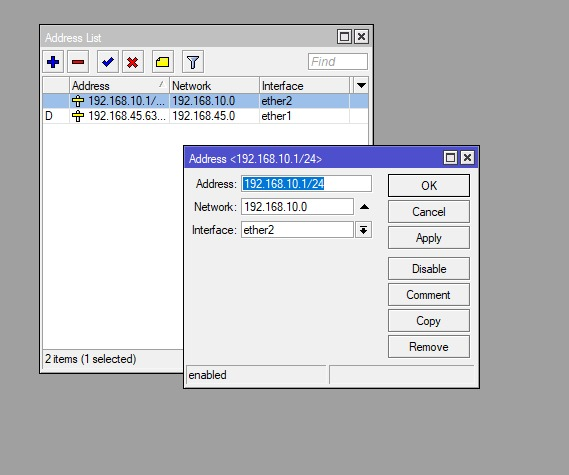 Address List
Find
Address Network Interface
192.168.10.1/... 192.168.10.0 ether2
D 192.168.45.63... 192.168.45.0 ether1
2 items (1 selected)
Address <192.168.10.1/24>
Address: 192.168.10.1/24
Network: 192.168.10.0
Interface: ether2
OK
Cancel
Apply
Disable
Comment
Copy
Remove
enabled